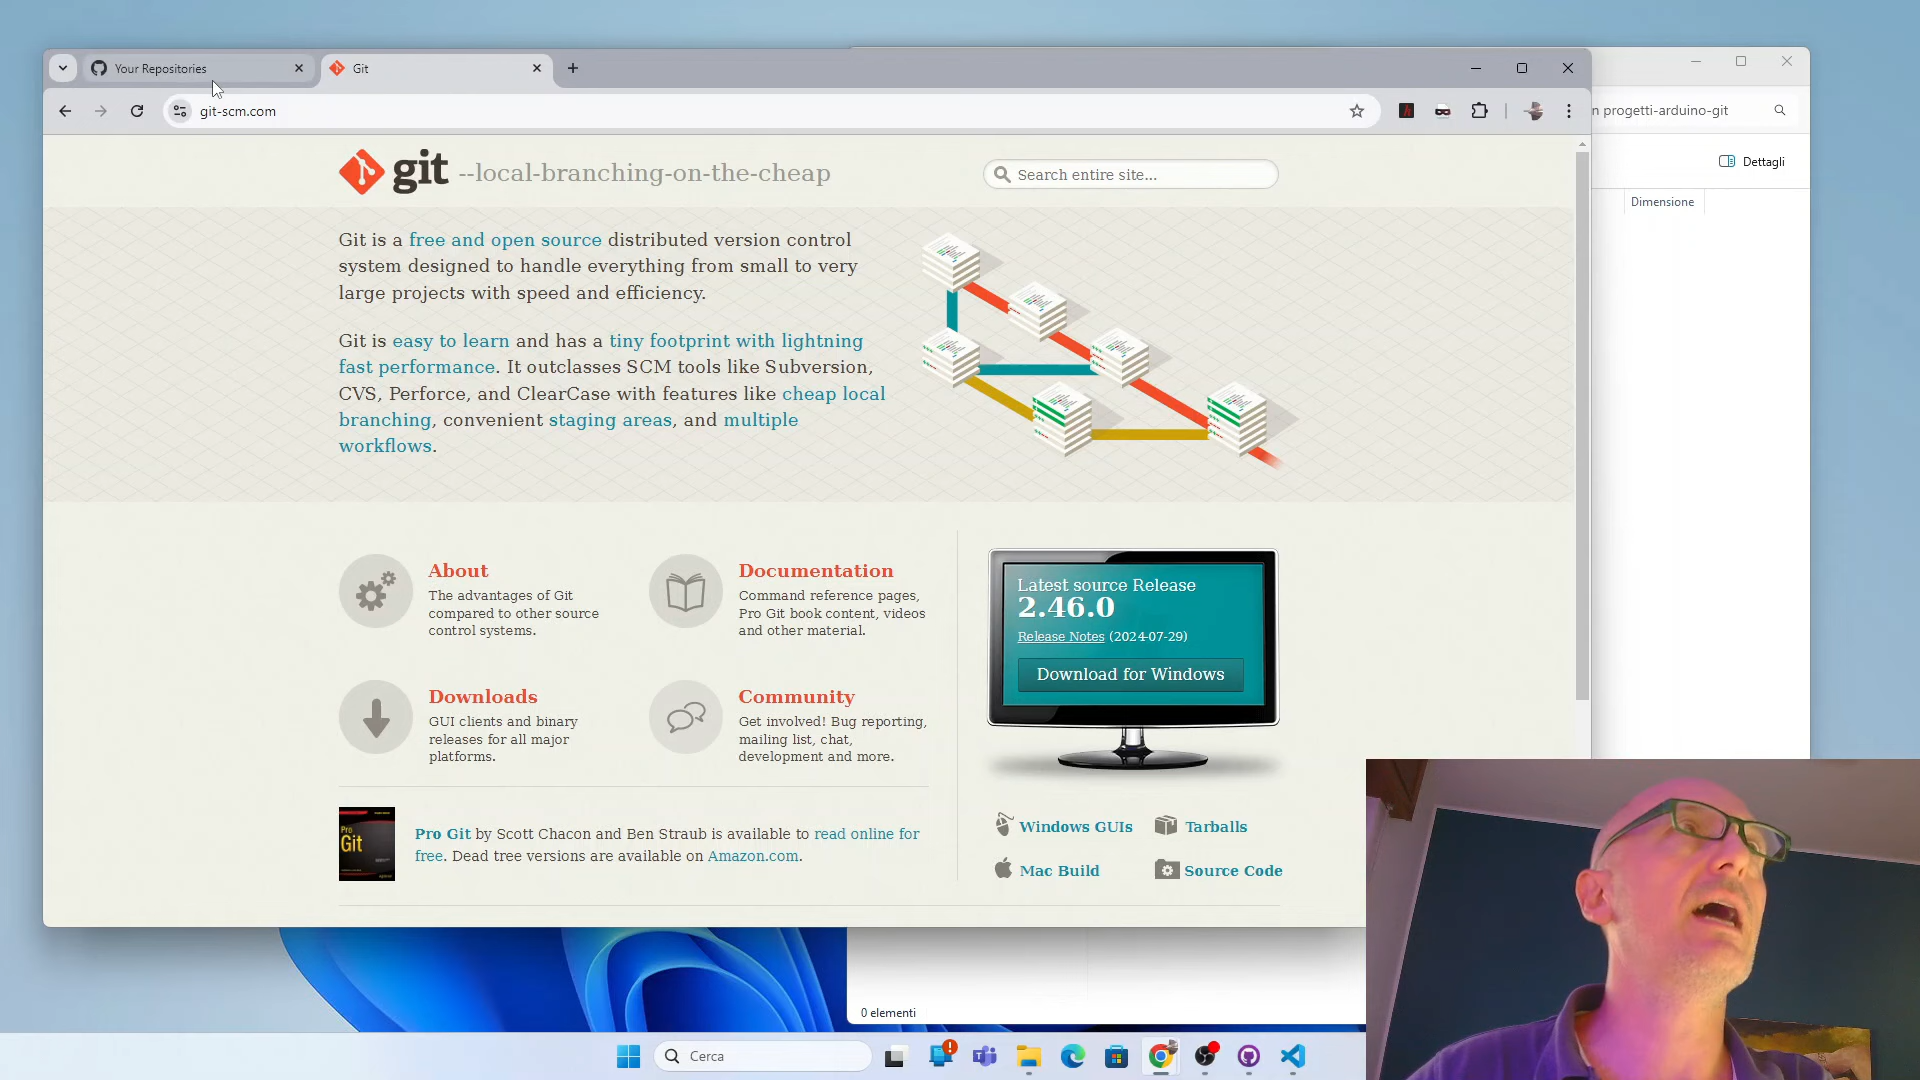 Your Repositories
Git
git-scm.com
n progetti-arduino-git
Dettagli
Dimensione
git --local-branching-on-the-cheap
Search entire site...
Git is a free and open source distributed version control
system designed to handle everything from small to very
large projects with speed and efficiency.
Git is easy to learn and has a tiny footprint with lightning
fast performance. It outclasses SCM tools like Subversion,
CVS, Perforce, and ClearCase with features like cheap local
branching, convenient staging areas, and multiple
workflows.
About
The advantages of Git
compared to other source
control systems.
Documentation
Command reference pages,
Pro Git book content, videos
and other material.
Downloads
GUI clients and binary
releases for all major
platforms.
Community
Get involved! Bug reporting,
mailing list, chat,
development and more.
Latest source Release
2.46.0
Release Notes (2024-07-29)
Download for Windows
Windows GUIs
Tarballs
Mac Build
Source Code
Pro
Git
Pro Git by Scott Chacon and Ben Straub is available to read online for
free. Dead tree versions are available on Amazon.com.
0 elementi
Cerca